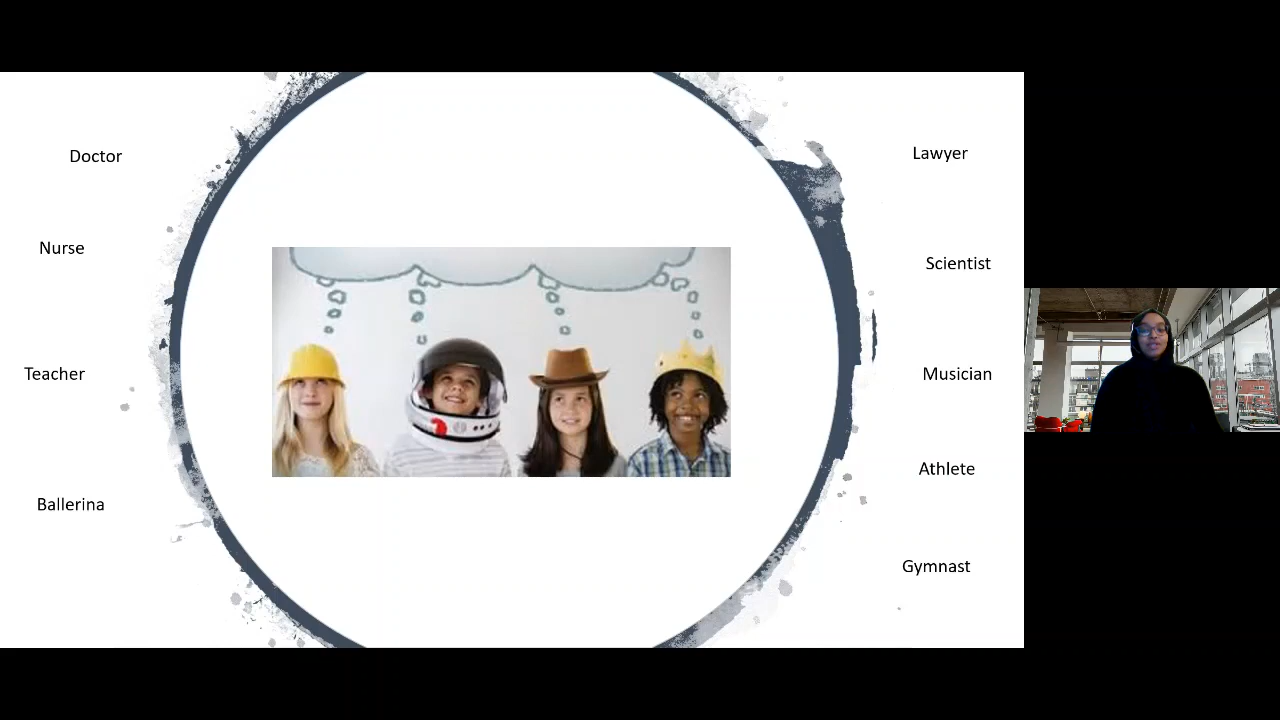 Doctor
Nurse
Teacher
Ballerina
Lawyer
Scientist
Musician
Athlete
Gymnast